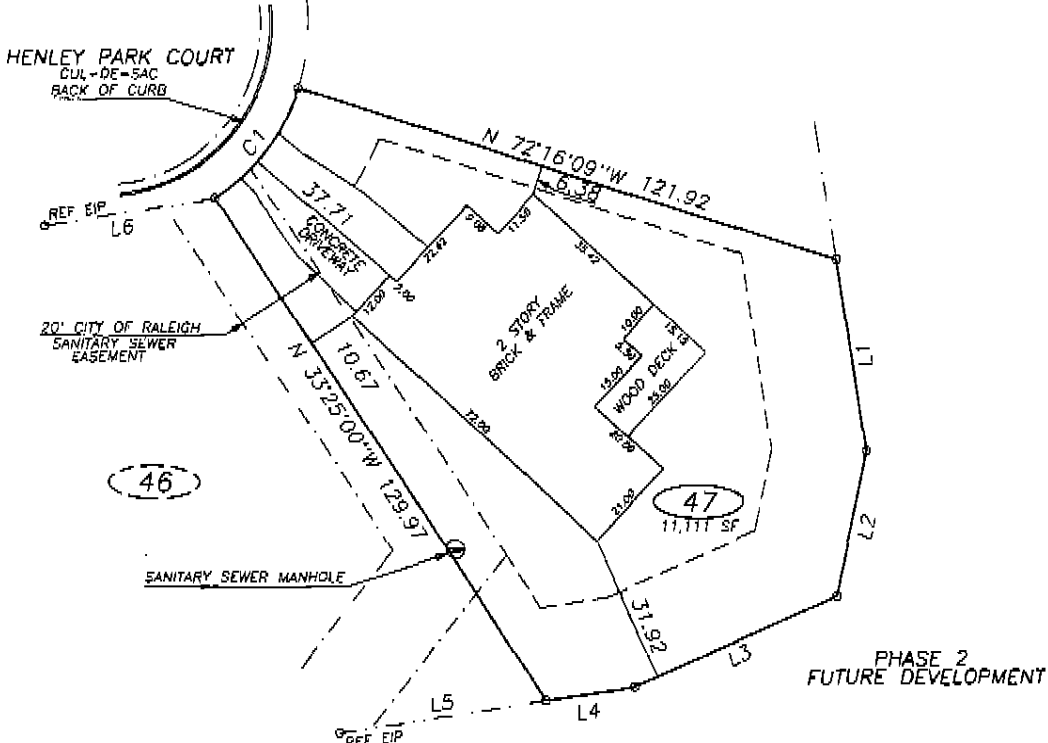 HENLEY PARK COURT
CUL-DE-SAC
BACK OF CURB
C1
N 72°16'09"W 121.92
6.38
REF EIP
L6
37.71
CONCRETE
DRIVEWAY
9.98
11.50
22.42
2.00
12.00
35.42
20' CITY OF RALEIGH
SANITARY SEWER
EASEMENT
2 STORY
BRICK & FRAME
10.00
15.00
WOOD DECK
25.00
L1
10.67
N 33°25'00"W 129.97
72.00
20.00
21.00
46
47
11,111 SF
L2
SANITARY SEWER MANHOLE
31.92
L3
PHASE 2
FUTURE DEVELOPMENT
L5
L4
REF EIP